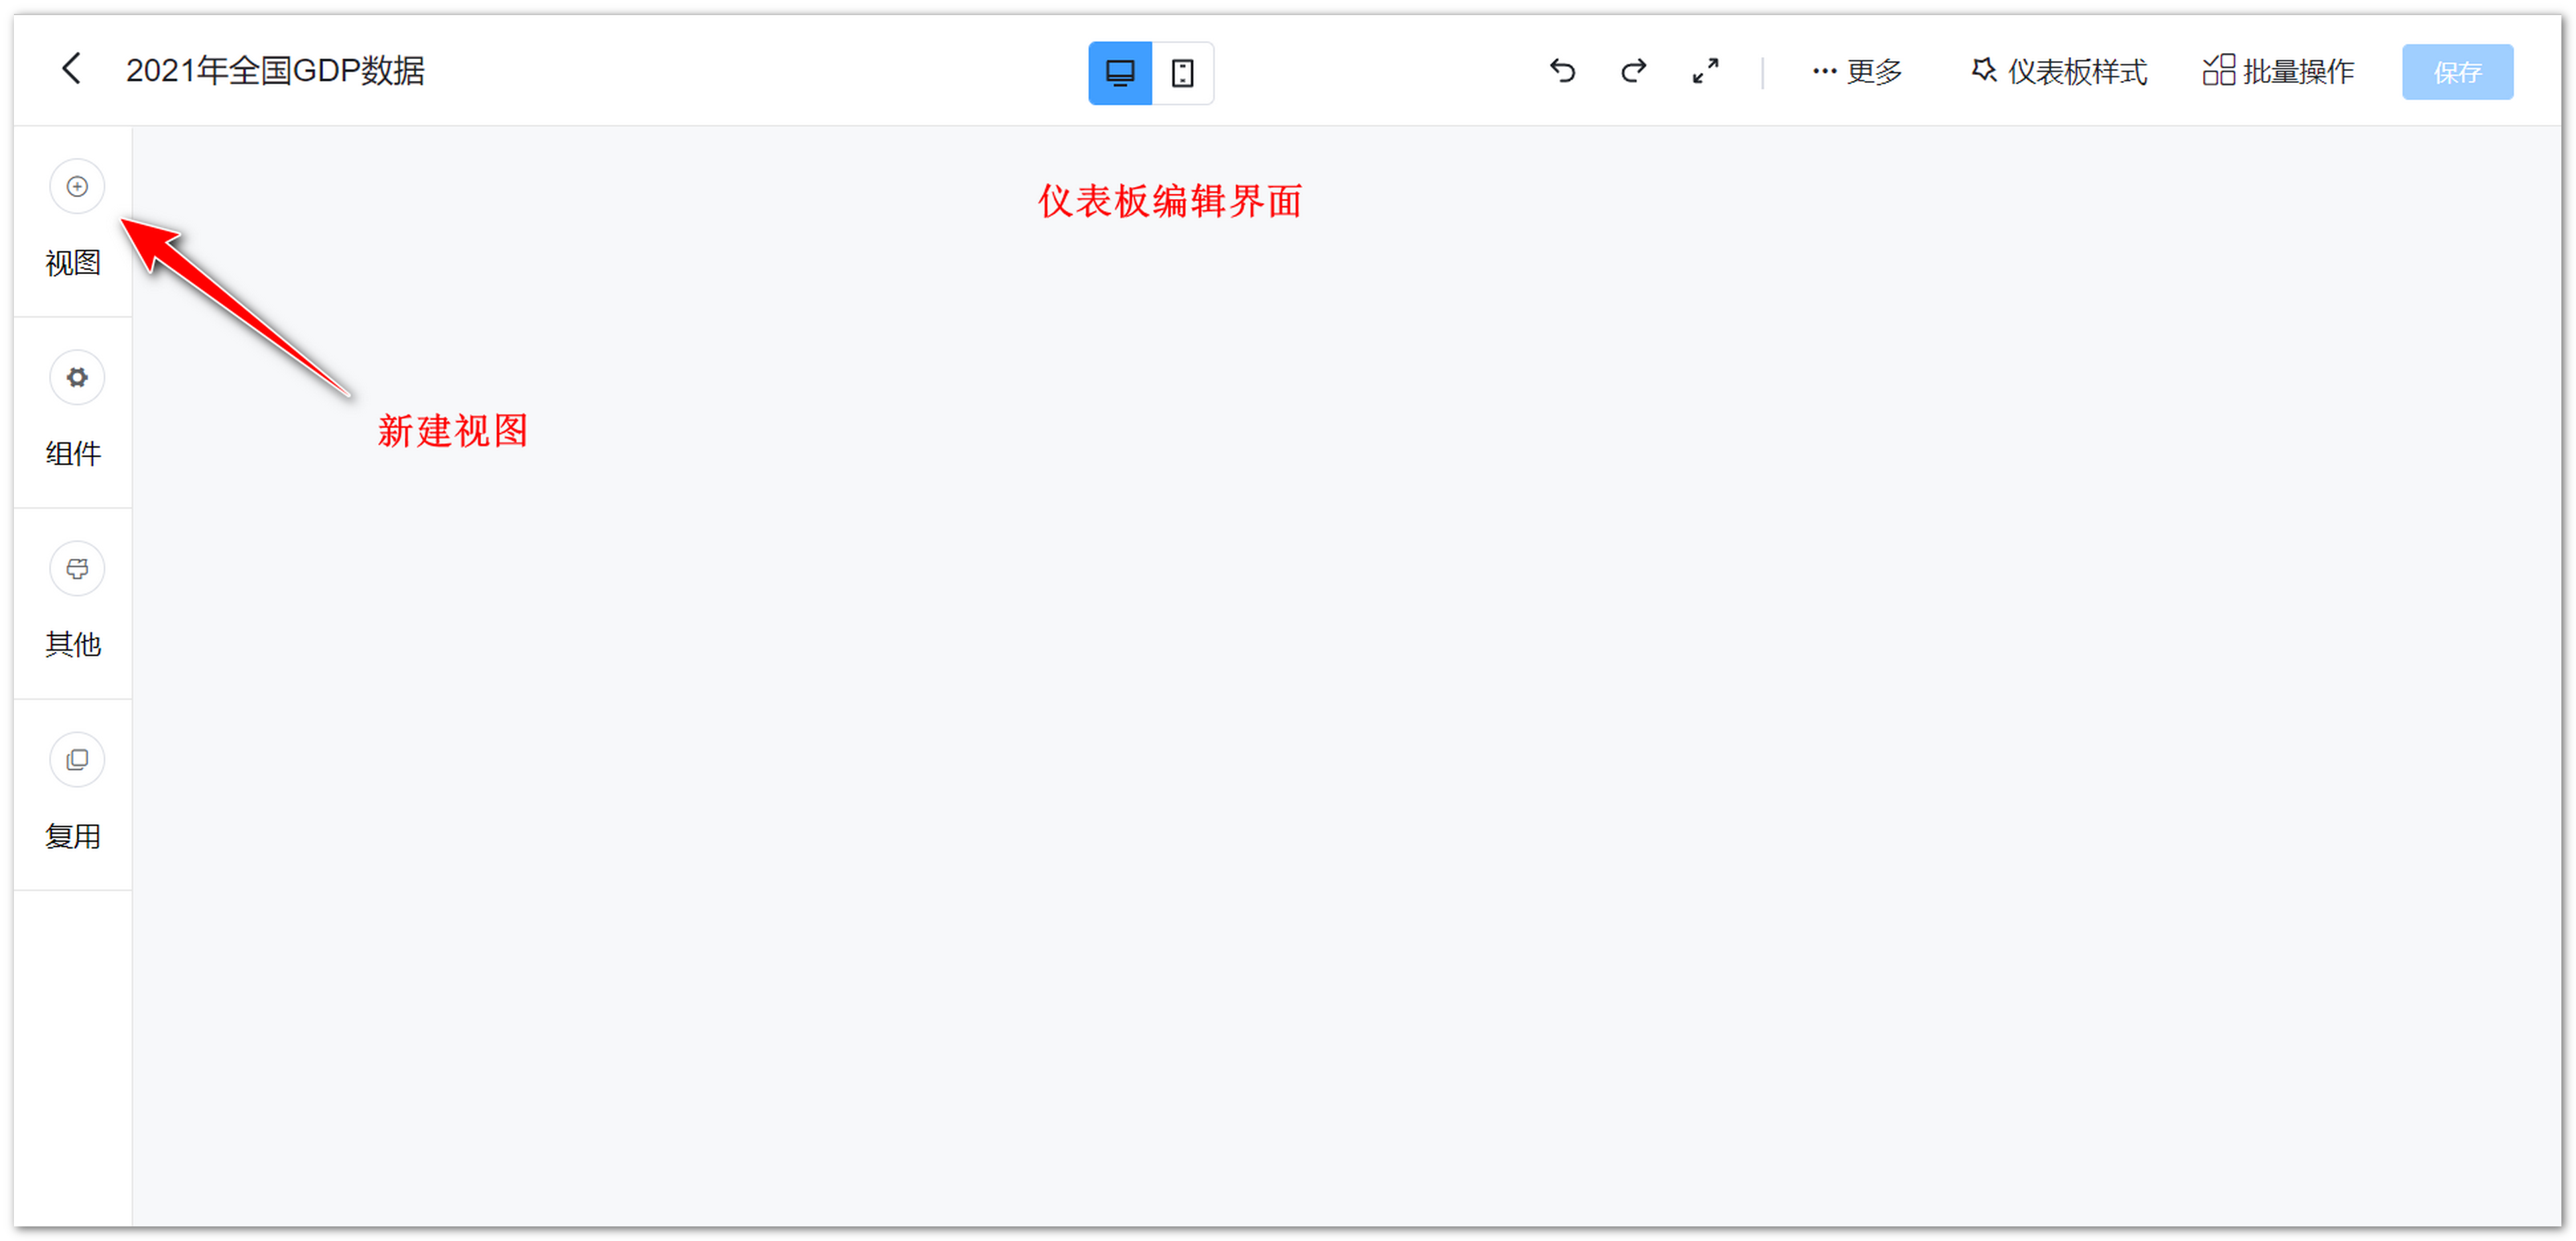 2021年全国GDP数据
更多
仪表板样式
批量操作
保存
仪表板编辑界面
视图
新建视图
组件
其他
复用